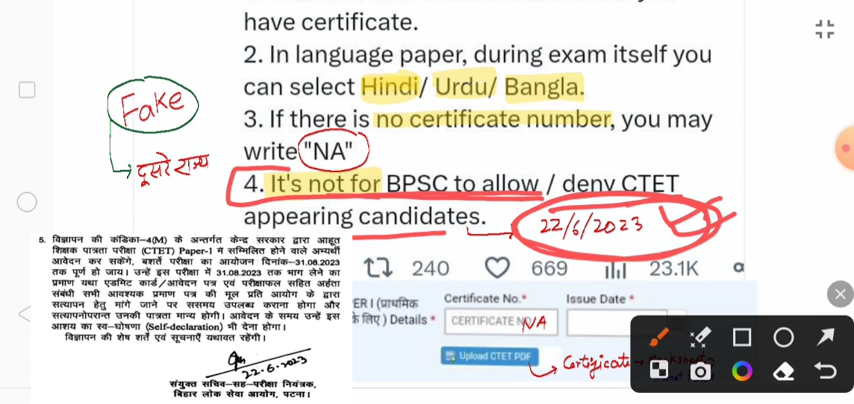 have certificate.
2. In language paper, during exam itself you
can select Hindi/ Urdu/ Bangla.
3. If there is no certificate number, you may
write "NA"
4. It's not for BPSC to allow / deny CTET
appearing candidates.
22/6/2023
Fake
दूसरे राज्य
240 669 23.1K
5. विज्ञापन की कंडिका-4(M) के अन्तर्गत केन्द्र सरकार द्वारा आहूत
शिक्षक पात्रता परीक्षा (CTET) Paper-1 में सम्मिलित होने वाले अभ्यर्थी
आवेदन कर सकेंगे, बशर्ते परीक्षा का आयोजन दिनांक-31.08.2023
तक पूर्ण हो जाय। उन्हें इस परीक्षा में 31.08.2023 तक भाग लेने का
प्रमाण यथा एडमिट कार्ड/आवेदन पत्र एवं परीक्षाफल सहित अर्हता
संबंधी सभी आवश्यक प्रमाण पत्र की मूल प्रति आयोग के द्वारा
सत्यापन हेतु मांगे जाने पर ससमय उपलब्ध कराना होगा और
सत्यापनोपरान्त उनकी पात्रता मान्य होगी। आवेदन के समय उन्हें इस
आशय का स्व-घोषणा (Self-declaration) भी देना होगा।
विज्ञापन की शेष शर्तें एवं सूचनाएँ यथावत रहेंगी।
22.6.2023
संयुक्त सचिव-सह-परीक्षा नियंत्रक,
बिहार लोक सेवा आयोग, पटना।
ER I (प्राथमिक
के लिए ) Details *
Certificate No.* Issue Date *
CERTIFICATE NA
Upload CTET PDF
Certificate